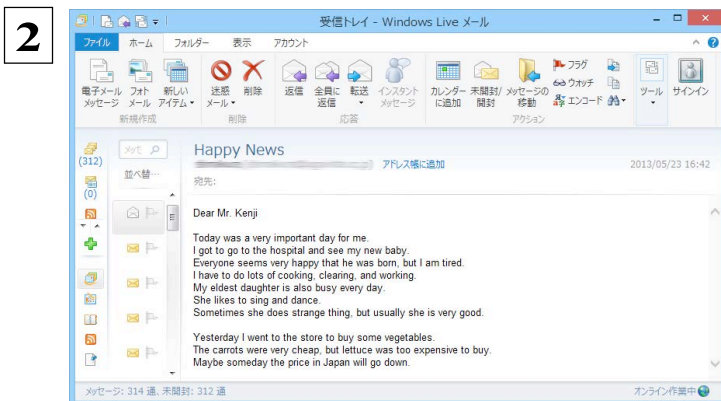 2
受信トレイ - Windows Live メール
ファイル ホーム フォルダー 表示 アカウント
電子メール メッセージ
フォト メール
新しい アイテム
迷惑 メール
削除
返信
全員に 返信
転送
インスタント メッセージ
カレンダー に追加
未開封/ 開封
メッセージの 移動
フラグ
ウォッチ
エンコード
ツール
サインイン
新規作成 削除 応答 アクション
(312)
(0)
並べ替…
Happy News
アドレス帳に追加
2013/05/23 16:42
宛先:
Dear Mr. Kenji
Today was a very important day for me.
I got to go to the hospital and see my new baby.
Everyone seems very happy that he was born, but I am tired.
I have to do lots of cooking, clearing, and working.
My eldest daughter is also busy every day.
She likes to sing and dance.
Sometimes she does strange thing, but usually she is very good.
Yesterday I went to the store to buy some vegetables.
The carrots were very cheap, but lettuce was too expensive to buy.
Maybe someday the price in Japan will go down.
メッセージ: 314 通、未開封: 312 通
オンライン作業中